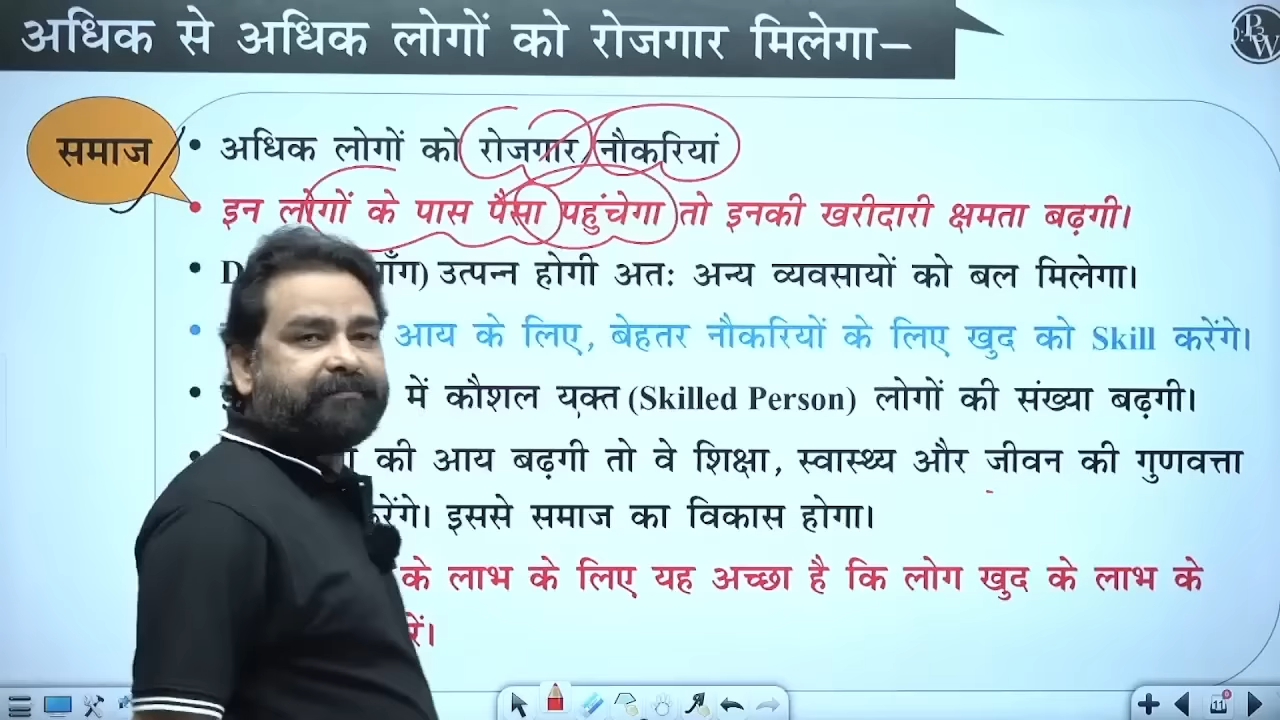 अधिक से अधिक लोगों को रोजगार मिलेगा–
PW
समाज
• अधिक लोगों को रोजगार, नौकरियां
• इन लोगों के पास पैसा पहुंचेगा तो इनकी खरीदारी क्षमता बढ़गी।
उत्पन्न होगी अतः अन्य व्यवसायों को बल मिलेगा।
आय के लिए, बेहतर नौकरियों के लिए खुद को Skill करेंगे।
में कौशल यक्त (Skilled Person) लोगों की संख्या बढ़गी।
की आय बढ़गी तो वे शिक्षा, स्वास्थ्य और जीवन की गुणवत्ता
इससे समाज का विकास होगा।
के लाभ के लिए यह अच्छा है कि लोग खुद के लाभ के
11